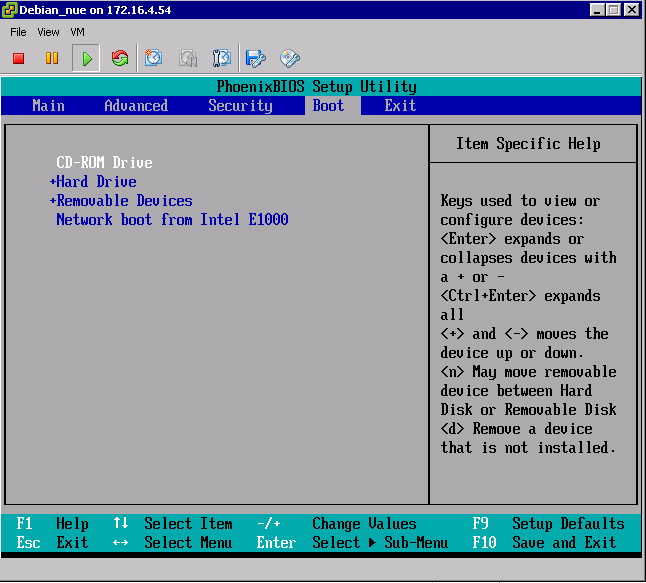 Debian_nue on 172.16.4.54
File View VM
PhoenixBIOS Setup Utility
Main Advanced Security Boot Exit
Item Specific Help
CD-ROM Drive
+Hard Drive
+Removable Devices
Network boot from Intel E1000
Keys used to view or
configure devices:
<Enter> expands or
collapses devices with
a + or -
<Ctrl+Enter> expands
all
<+> and <-> moves the
device up or down.
<n> May move removable
device between Hard
Disk or Removable Disk
<d> Remove a device
that is not installed.
F1 Help ↑↓ Select Item -/+ Change Values F9 Setup Defaults
Esc Exit ↔ Select Menu Enter Select ▶ Sub-Menu F10 Save and Exit